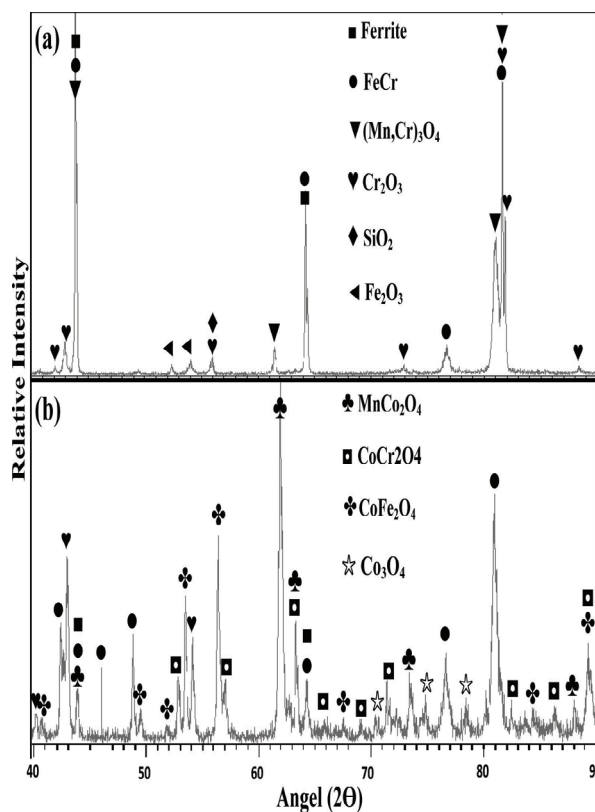 (a)
Ferrite
FeCr
(Mn,Cr)₃O₄
Cr₂O₃
SiO₂
Fe₂O₃
Relative Intensity
(b)
MnCo₂O₄
CoCr2O4
CoFe₂O₄
Co₃O₄
40 50 60 70 80 90
Angel (2Θ)